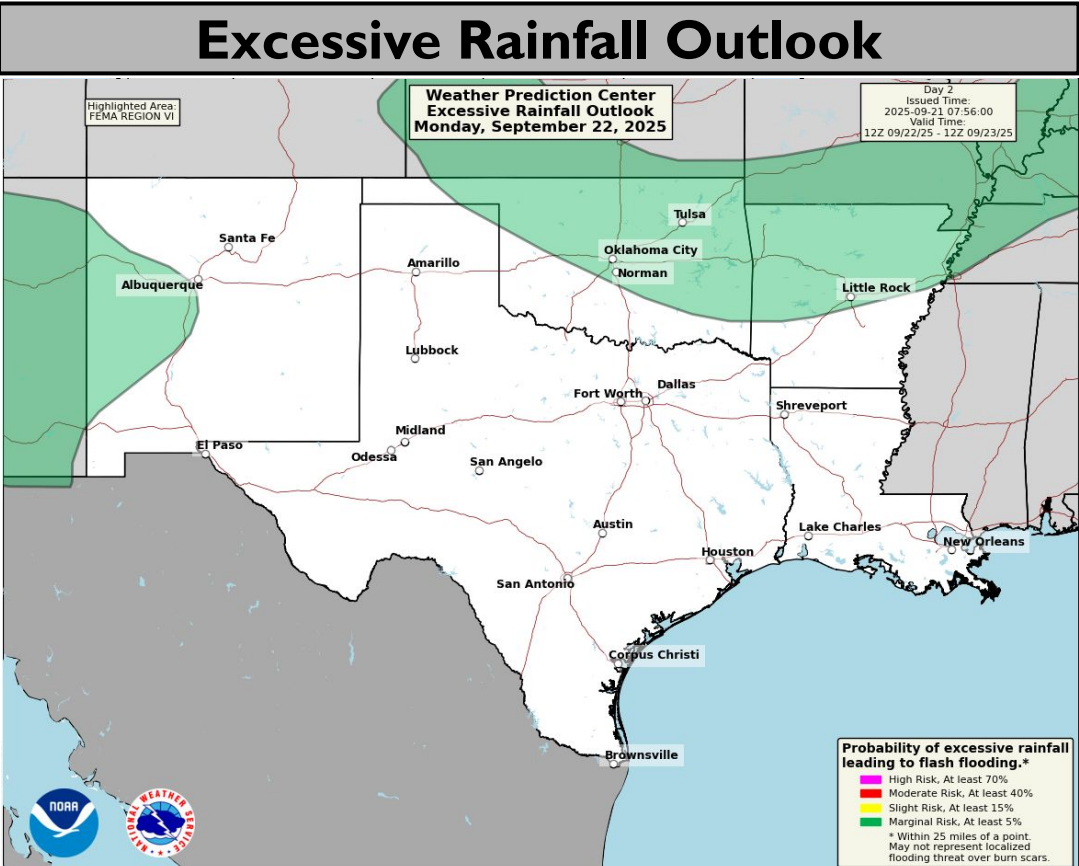 Excessive Rainfall Outlook
Highlighted Area:
FEMA REGION VI
Weather Prediction Center
Excessive Rainfall Outlook
Monday, September 22, 2025
Day 2
Issued Time:
2025-09-21 07:56:00
Valid Time:
12Z 09/22/25 - 12Z 09/23/25
Tulsa
Santa Fe
Oklahoma City
Amarillo
Norman
Albuquerque
Little Rock
Lubbock
Dallas
Fort Worth
Shreveport
Midland
El Paso
Odessa
San Angelo
Austin
Lake Charles
New Orleans
Houston
San Antonio
Corpus Christi
Brownsville
Probability of excessive rainfall
leading to flash flooding.*
High Risk, At least 70%
Moderate Risk, At least 40%
Slight Risk, At least 15%
Marginal Risk, At least 5%
* Within 25 miles of a point.
May not represent localized
flooding threat over burn scars.
NOAA
NATIONAL WEATHER SERVICE